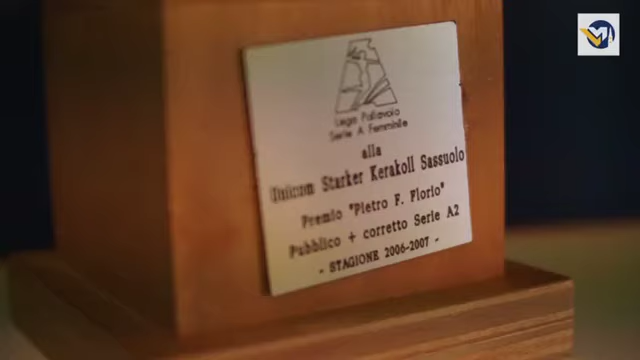 Lega Pallavolo
Serie A Femminile
alla
Unicom Starker Kerakoll Sassuolo
Premio "Pietro F. Florio"
Pubblico + corretto Serie A2
- STAGIONE 2006-2007 -